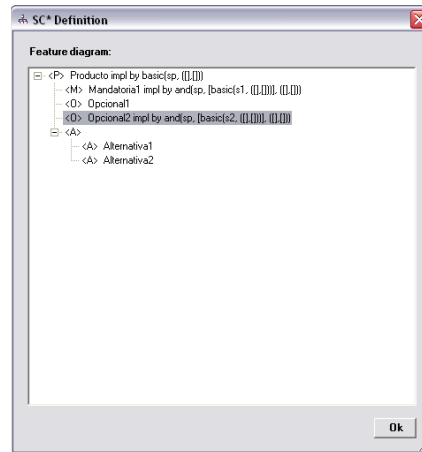 SC* Definition
Feature diagram:
<P> Producto impl by basic(sp, ([],[]))
<M> Mandatoria1 impl by and(sp, [basic(s1, ([],[]))], ([],[]))
<O> Opcional1
<O> Opcional2 impl by and(sp, [basic(s2, ([],[]))], ([],[]))
<A>
<A> Alternativa1
<A> Alternativa2
Ok